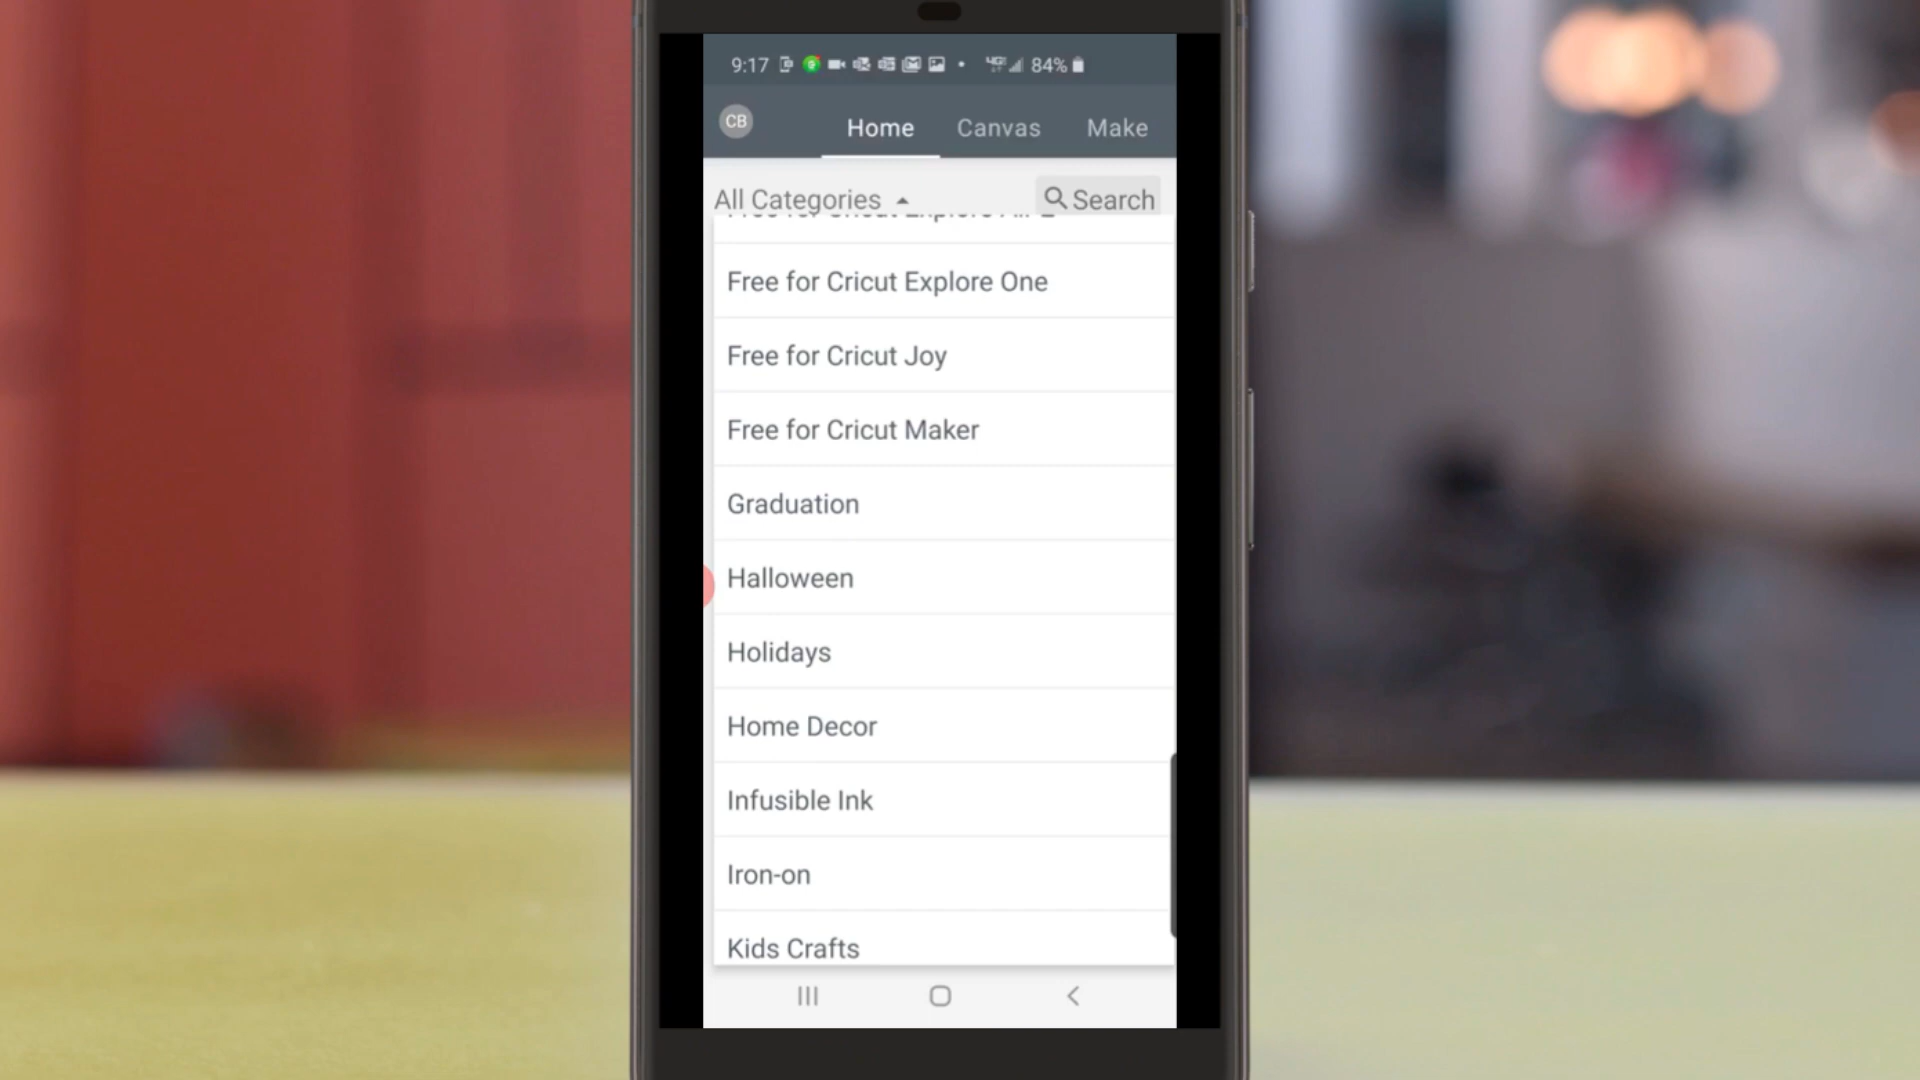 9:17 84%
CB Home Canvas Make
All Categories Search
Free for Cricut Explore One
Free for Cricut Joy
Free for Cricut Maker
Graduation
Halloween
Holidays
Home Decor
Infusible Ink
Iron-on
Kids Crafts